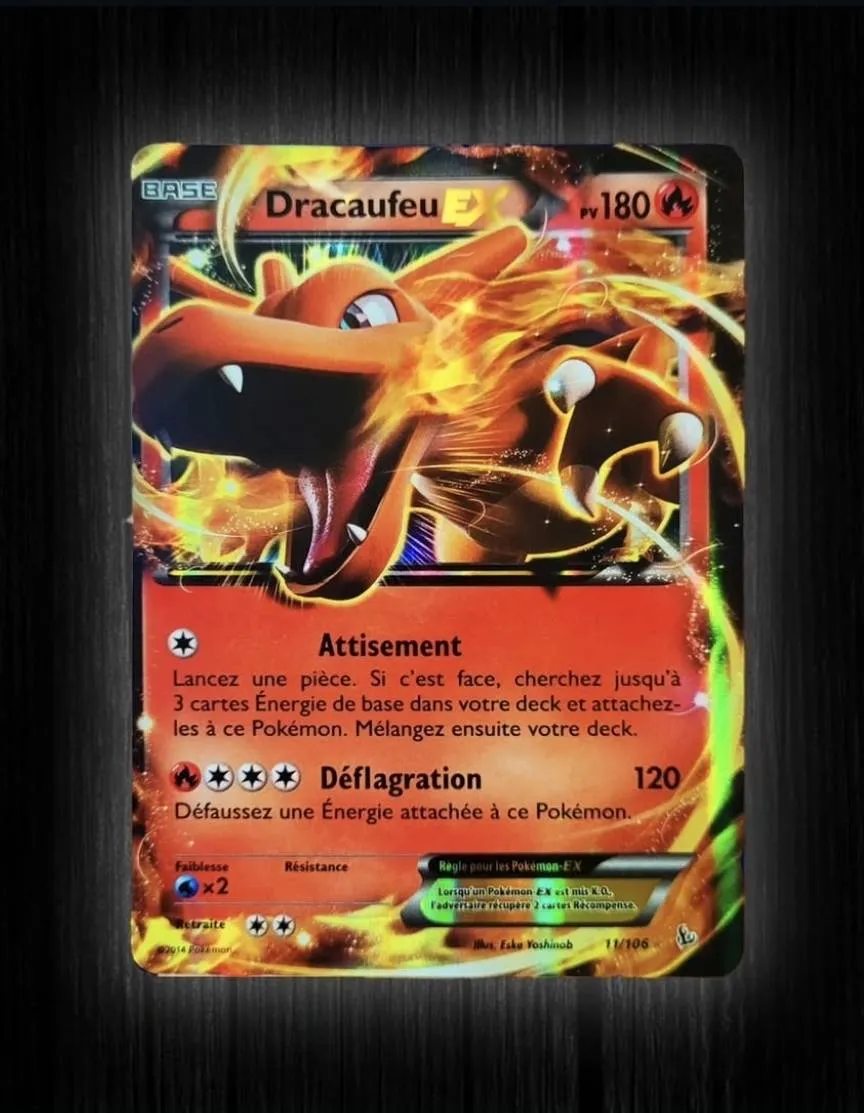 BASE
Dracaufeu EX
PV 180
Attisement
Lancez une pièce. Si c'est face, cherchez jusqu'à
3 cartes Énergie de base dans votre deck et attachez-
les à ce Pokémon. Mélangez ensuite votre deck.
Déflagration 120
Défaussez une Énergie attachée à ce Pokémon.
Faiblesse Résistance
×2
Règle pour les Pokémon-EX
Lorsqu'un Pokémon-EX est mis K.O.,
l'adversaire récupère 2 cartes Récompense.
Retraite
©2014 Pokémon
Illus. Eske Yoshinob 11/106